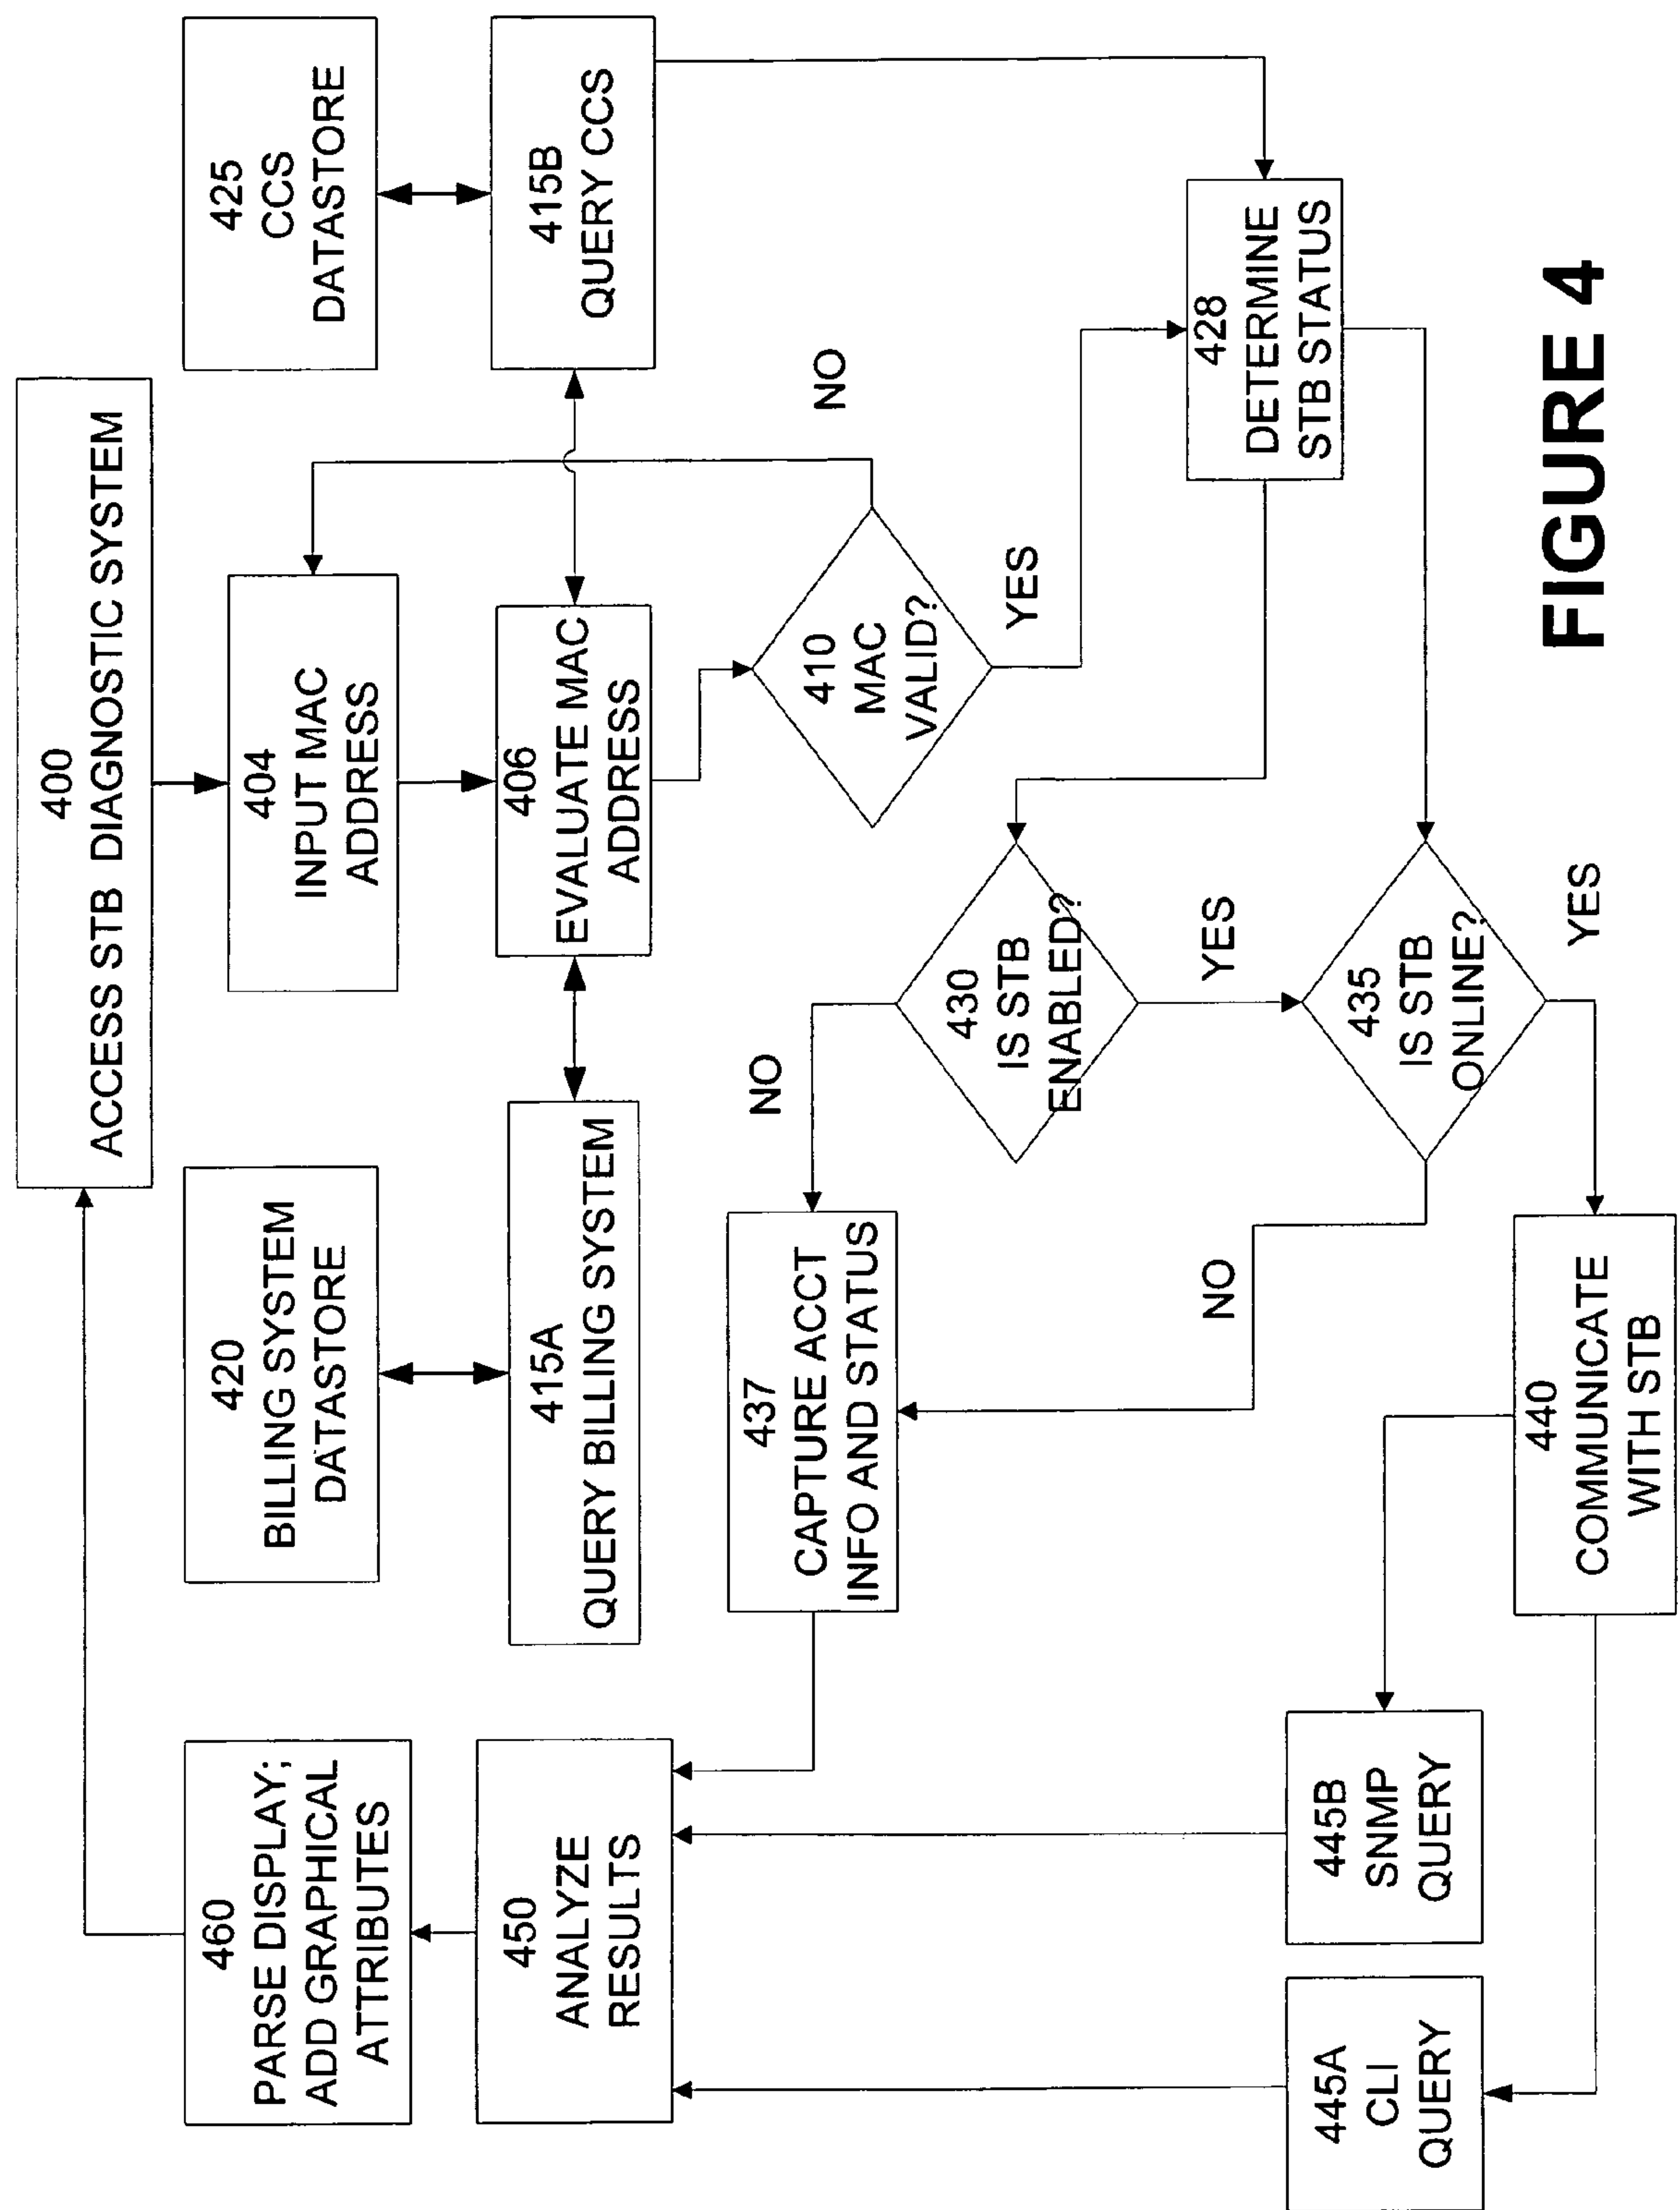 400
ACCESS STB DIAGNOSTIC SYSTEM
460
PARSE DISPLAY;
ADD GRAPHICAL
ATTRIBUTES
420
BILLING SYSTEM
DATASTORE
404
INPUT MAC
ADDRESS
425
CCS
DATASTORE
450
ANALYZE
RESULTS
415A
QUERY BILLING SYSTEM
406
EVALUATE MAC
ADDRESS
415B
QUERY CCS
437
CAPTURE ACCT
INFO AND STATUS
NO
410
MAC
VALID?
NO
YES
430
IS STB
ENABLED?
YES
428
DETERMINE
STB STATUS
NO
435
IS STB
ONLINE?
YES
445A
CLI
QUERY
445B
SNMP
QUERY
440
COMMUNICATE
WITH STB
FIGURE 4